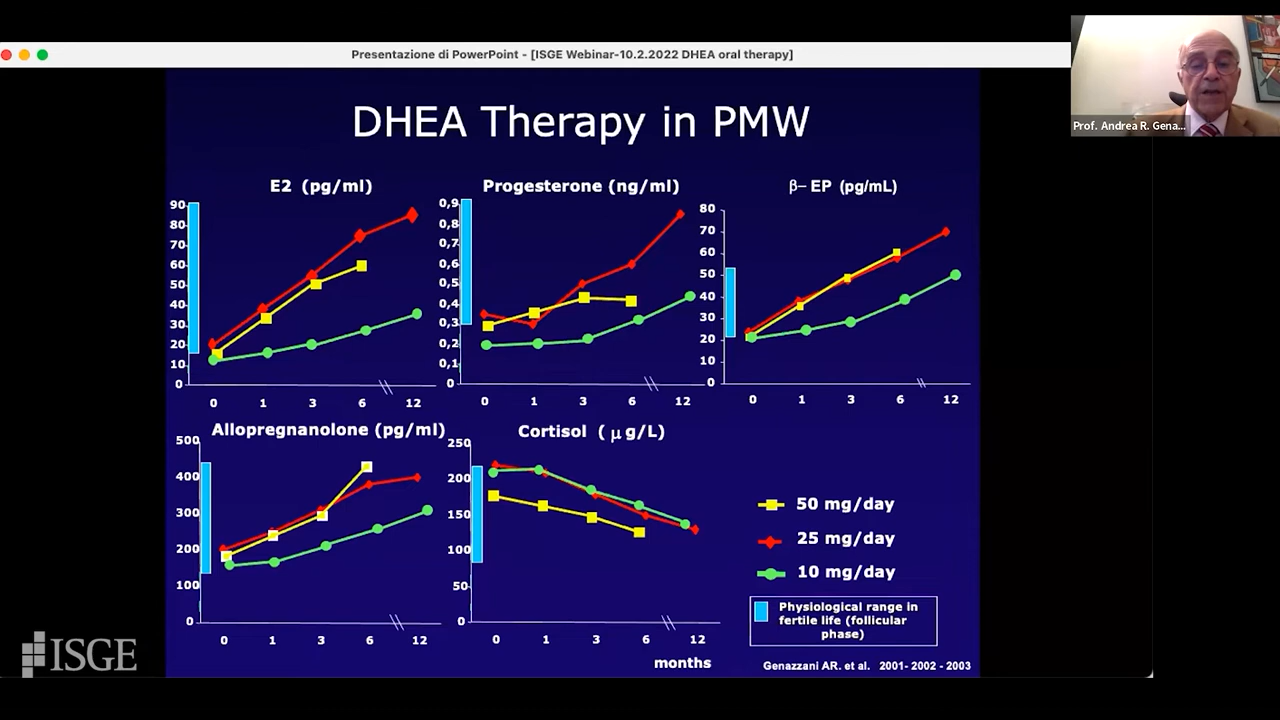 Presentazione di PowerPoint - [ISGE Webinar-10.2.2022 DHEA oral therapy]
Prof. Andrea R. Gena...
DHEA Therapy in PMW
E2 (pg/ml)
90
80
70
60
50
40
30
20
10
0
0 1 3 6 12
Progesterone (ng/ml)
0,9
0,8
0,7
0,6
0,5
0,4
0,3
0,2
0,1
0
0 1 3 6 12
β- EP (pg/mL)
80
70
60
50
40
30
20
10
0
0 1 3 6 12
Allopregnanolone (pg/ml)
500
400
300
200
100
0
0 1 3 6 12
Cortisol ( μ g/L)
250
200
150
100
50
0
0 1 3 6 12
months
50 mg/day
25 mg/day
10 mg/day
Physiological range in
fertile life (follicular
phase)
Genazzani AR. et al. 2001- 2002 - 2003
ISGE